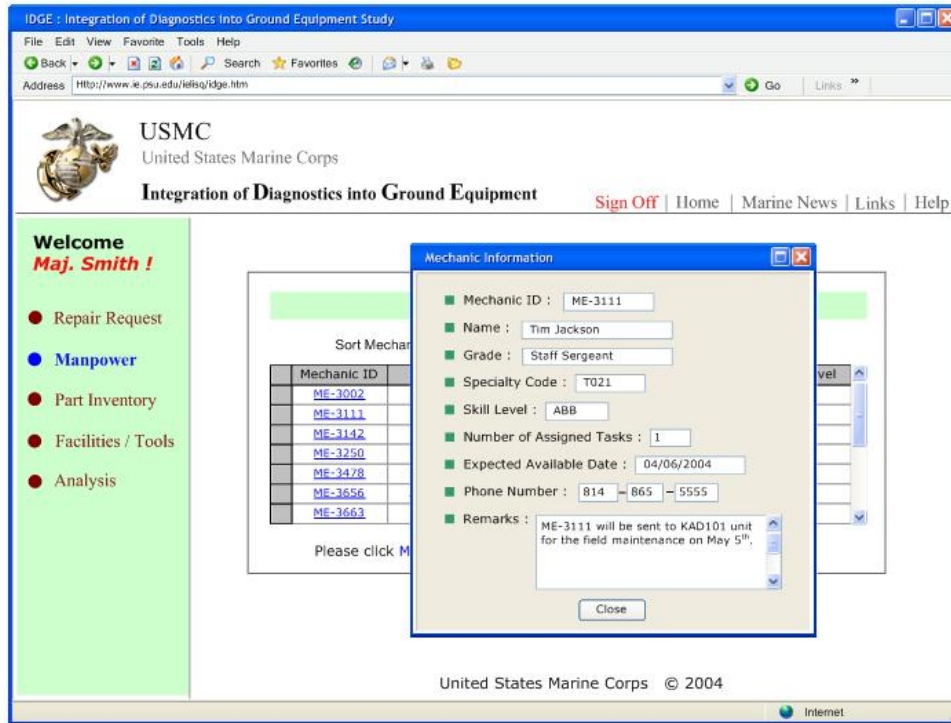 IDGE : Integration of Diagnostics into Ground Equipment Study
File Edit View Favorite Tools Help
Back Search Favorites
Address Http://www.ie.psu.edu/ielisq/idge.htm Go Links »
USMC
United States Marine Corps
Integration of Diagnostics into Ground Equipment
Sign Off | Home | Marine News | Links | Help
Welcome
Maj. Smith !
Repair Request
Manpower
Part Inventory
Facilities / Tools
Analysis
Sort Mechan
Mechanic ID vel
ME-3002
ME-3111
ME-3142
ME-3250
ME-3478
ME-3656
ME-3663
Please click M
Mechanic Information
Mechanic ID : ME-3111
Name : Tim Jackson
Grade : Staff Sergeant
Specialty Code : T021
Skill Level : ABB
Number of Assigned Tasks : 1
Expected Available Date : 04/06/2004
Phone Number : 814 – 865 – 5555
Remarks : ME-3111 will be sent to KAD101 unit
for the field maintenance on May 5th.
Close
United States Marine Corps © 2004
Internet